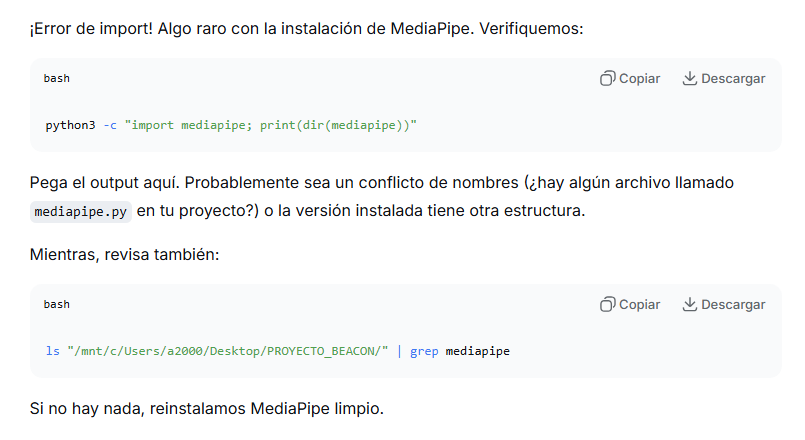 ¡Error de import! Algo raro con la instalación de MediaPipe. Verifiquemos:
bash
Copiar
Descargar
python3 -c "import mediapipe; print(dir(mediapipe))"
Pega el output aquí. Probablemente sea un conflicto de nombres (¿hay algún archivo llamado
mediapipe.py en tu proyecto?) o la versión instalada tiene otra estructura.
Mientras, revisa también:
bash
Copiar
Descargar
ls "/mnt/c/Users/a2000/Desktop/PROYECTO_BEACON/" | grep mediapipe
Si no hay nada, reinstalamos MediaPipe limpio.